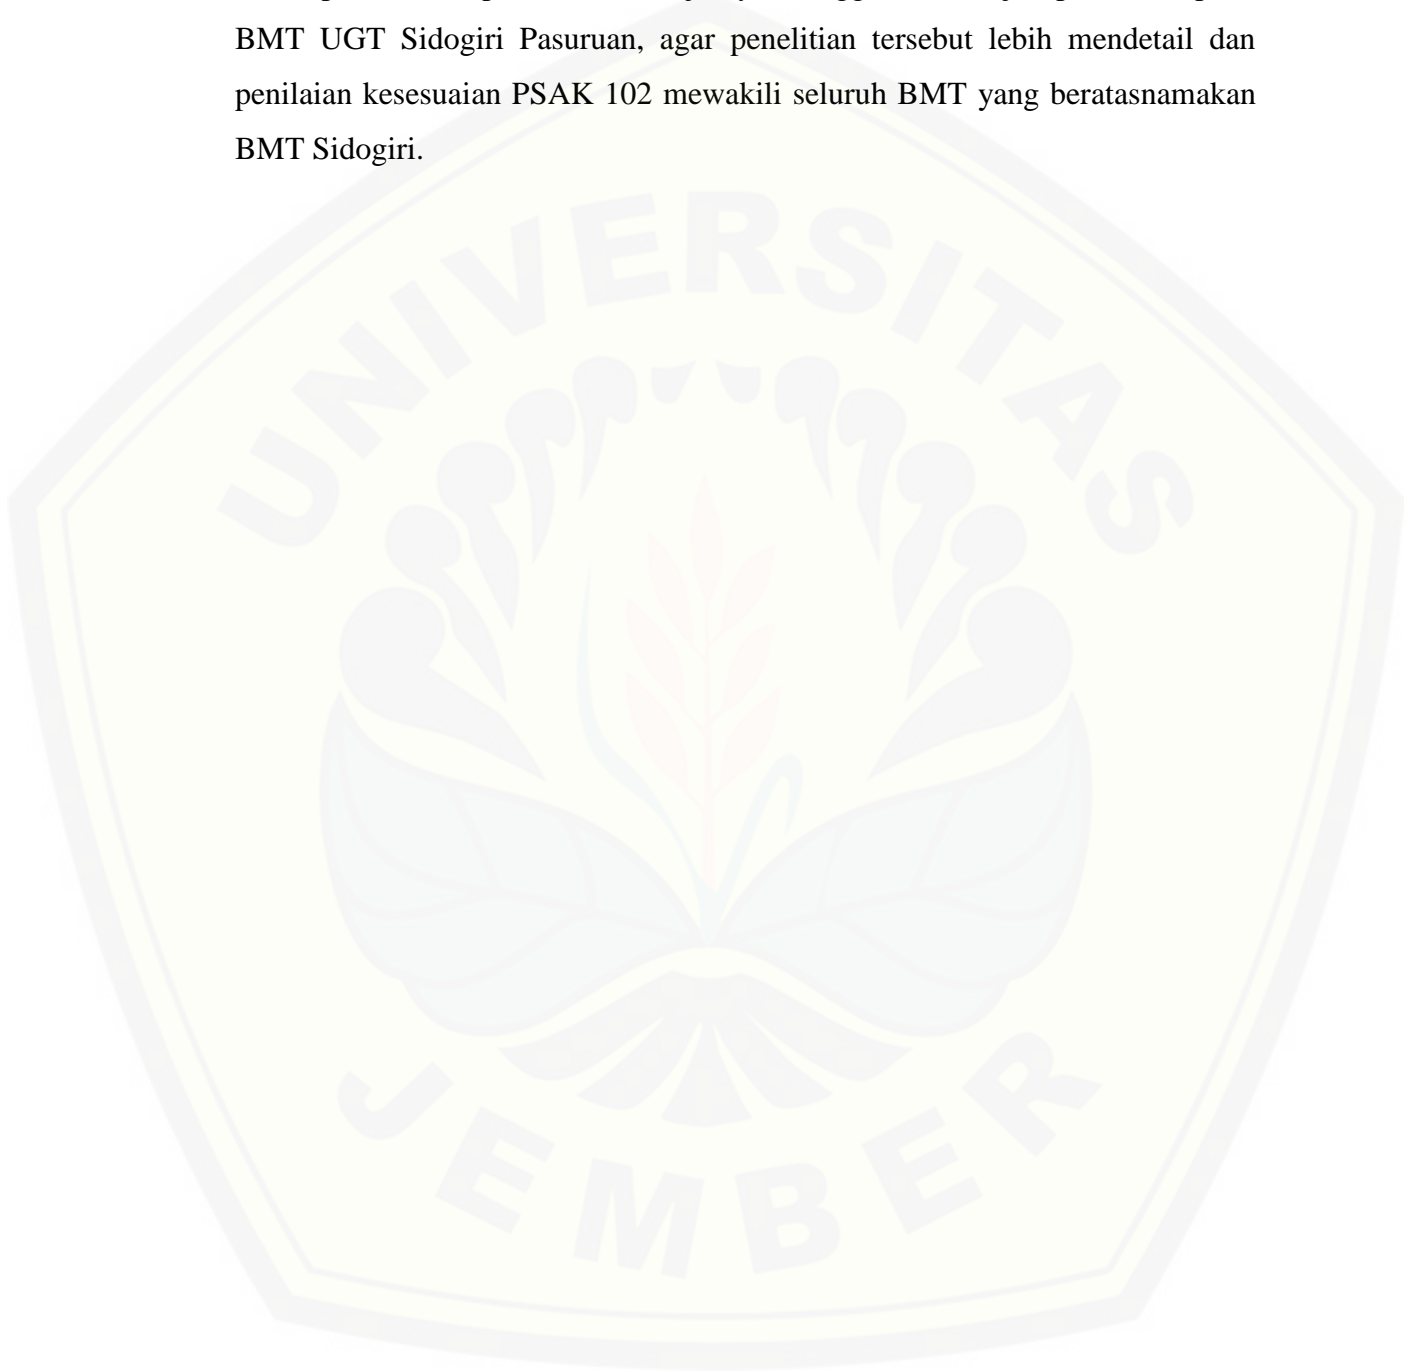 BMT UGT Sidogiri Pasuruan, agar penelitian tersebut lebih mendetail dan
penilaian kesesuaian PSAK 102 mewakili seluruh BMT yang beratasnamakan
BMT Sidogiri.
UNIVERSITAS
JEMBER